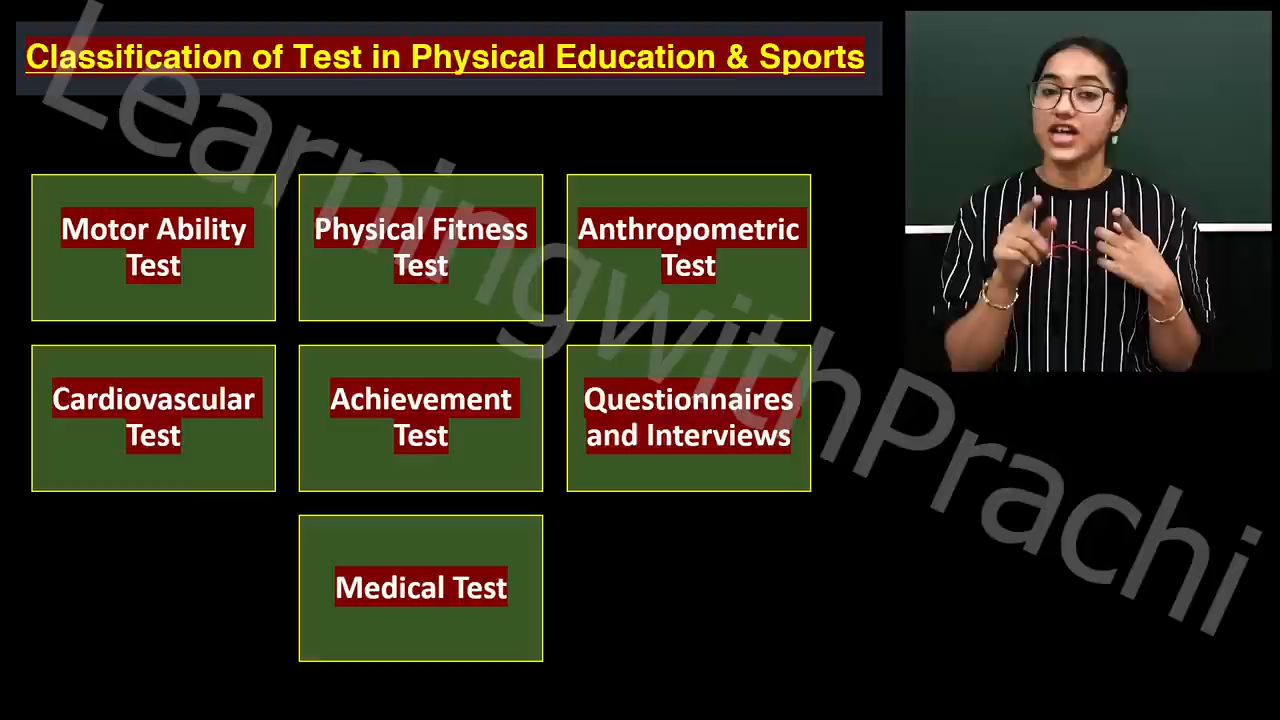 Classification of Test in Physical Education & Sports
Motor Ability
Test
Physical Fitness
Test
Anthropometric
Test
Cardiovascular
Test
Achievement
Test
Questionnaires
and Interviews
Medical Test
LearningwithPrachi